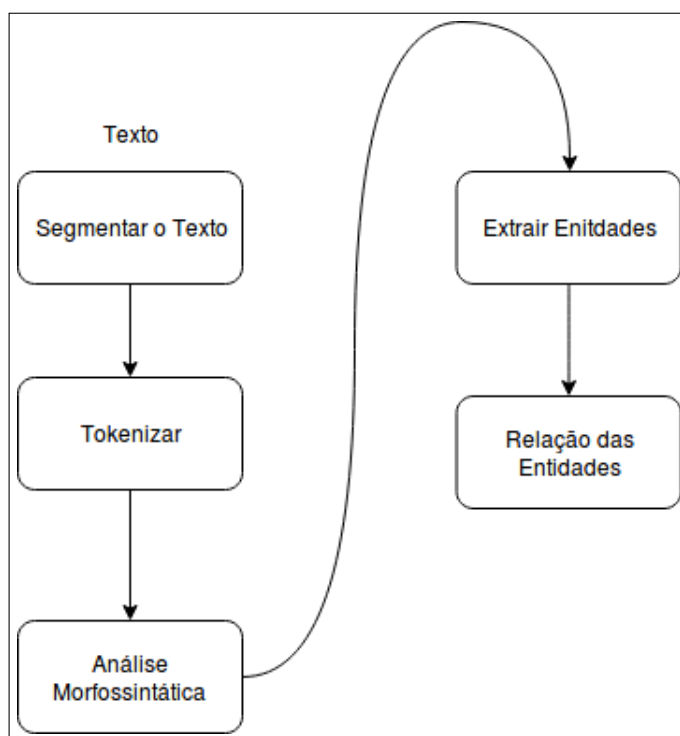 Texto
Segmentar o Texto
Tokenizar
Análise
Morfossintática
Extrair Enitdades
Relação das
Entidades